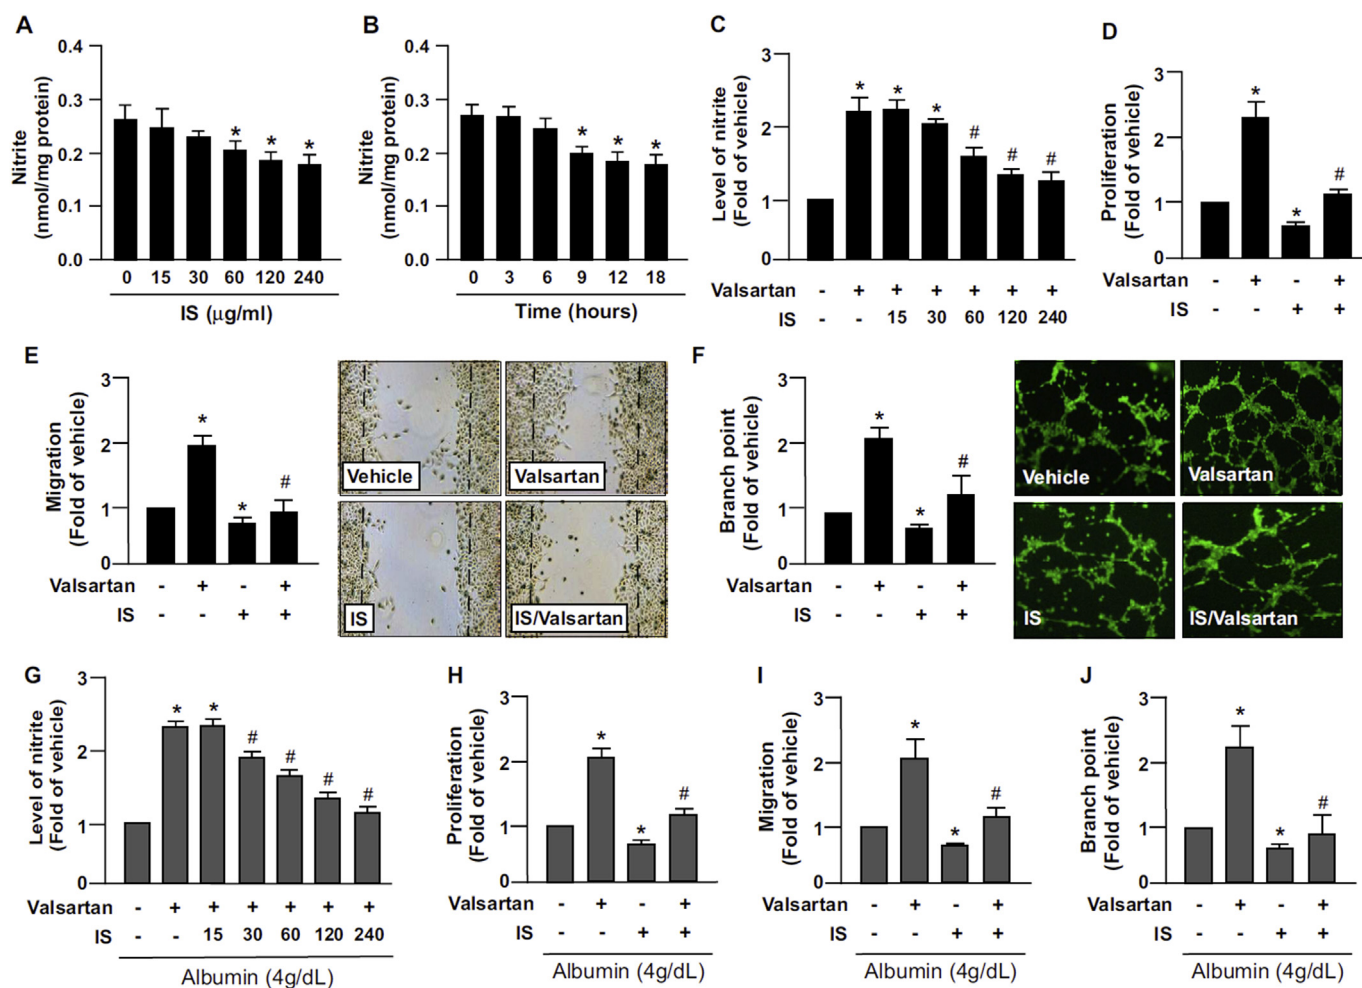 A
Nitrite
(nmol/mg protein)
0.4
0.3
0.2
0.1
0.0
* * *
0 15 30 60 120 240
IS (μg/ml)
B
Nitrite
(nmol/mg protein)
0.4
0.3
0.2
0.1
0.0
* * *
0 3 6 9 12 18
Time (hours)
C
Level of nitrite
(Fold of vehicle)
3
2
1
0
* * * # # #
Valsartan - + + + + + +
IS - - 15 30 60 120 240
D
Proliferation
(Fold of vehicle)
3
2
1
0
* * #
Valsartan - + - +
IS - - + +
E
Migration
(Fold of vehicle)
3
2
1
0
* * #
Valsartan - + - +
IS - - + +
Vehicle
Valsartan
IS
IS/Valsartan
F
Branch point
(Fold of vehicle)
3
2
1
0
* * #
Valsartan - + - +
IS - - + +
Vehicle
Valsartan
IS
IS/Valsartan
G
Level of nitrite
(Fold of vehicle)
3
2
1
0
* * # # # #
Valsartan - + + + + + +
IS - - 15 30 60 120 240
Albumin (4g/dL)
H
Proliferation
(Fold of vehicle)
3
2
1
0
* * #
Valsartan - + - +
IS - - + +
Albumin (4g/dL)
I
Migration
(Fold of vehicle)
3
2
1
0
* * #
Valsartan - + - +
IS - - + +
Albumin (4g/dL)
J
Branch point
(Fold of vehicle)
3
2
1
0
* * #
Valsartan - + - +
IS - - + +
Albumin (4g/dL)